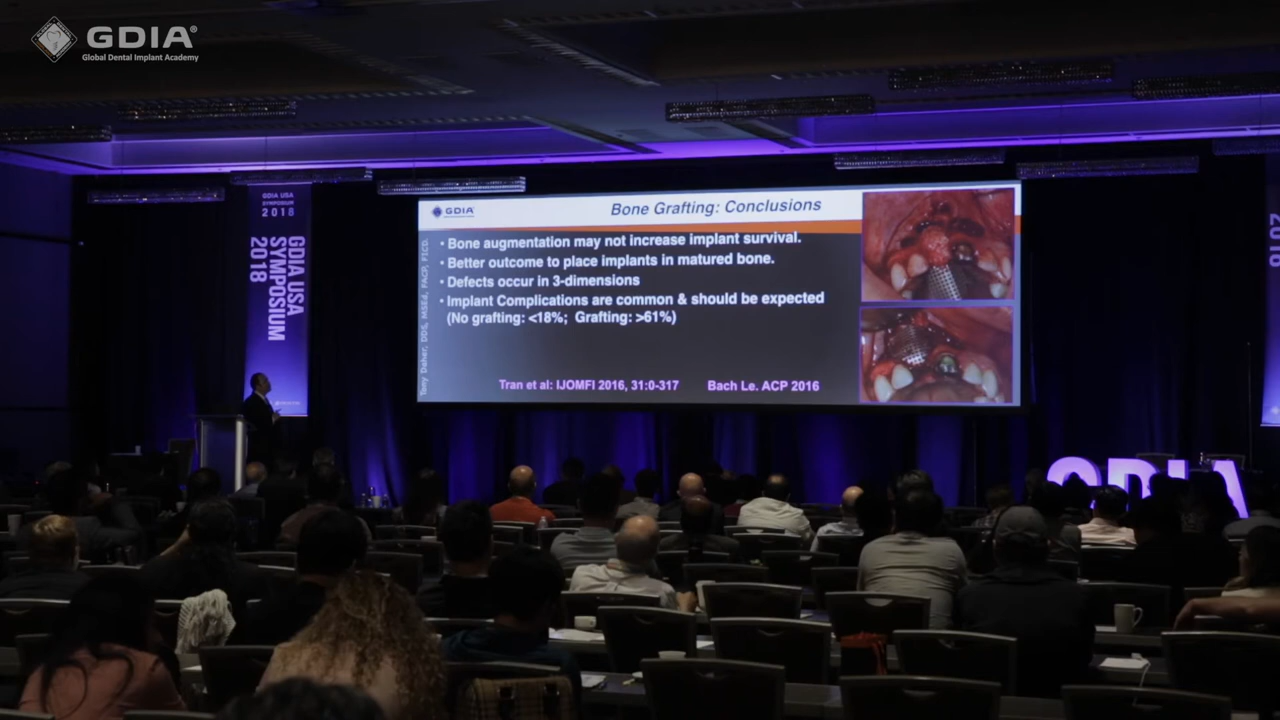 GDIA®
Global Dental Implant Academy
GDIA USA
SYMPOSIUM
2018
GDIA USA
SYMPOSIUM
2018
GDIA
Bone Grafting: Conclusions
Tony Daher, DDS, MSEd, FACP, FICD.
• Bone augmentation may not increase implant survival.
• Better outcome to place implants in matured bone.
• Defects occur in 3-dimensions
• Implant Complications are common & should be expected
(No grafting: <18%; Grafting: >61%)
Tran et al: IJOMFI 2016, 31:0-317
Bach Le. ACP 2016
GDIA